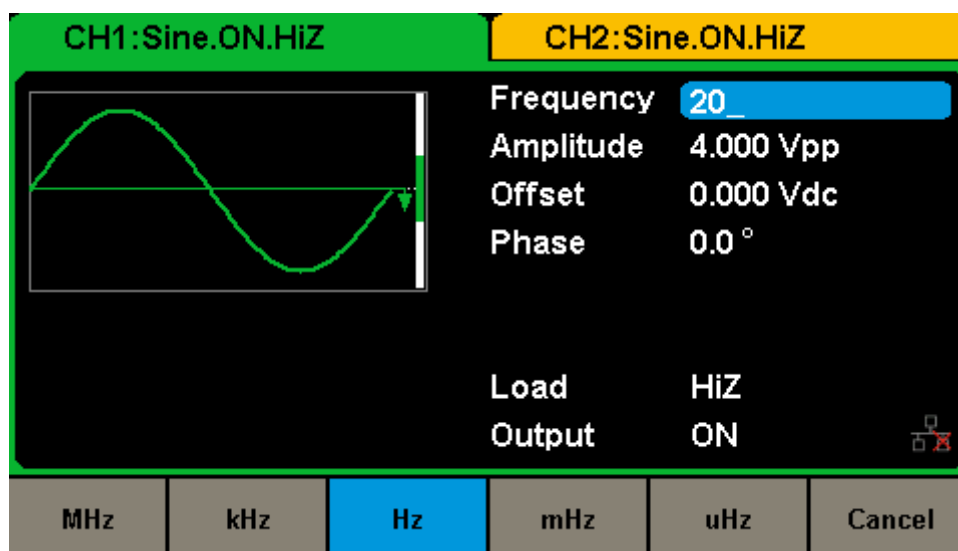 CH1:Sine.ON.HiZ CH2:Sine.ON.HiZ
Frequency 20_
Amplitude 4.000 Vpp
Offset 0.000 Vdc
Phase 0.0 °
Load HiZ
Output ON
MHz kHz Hz mHz uHz Cancel